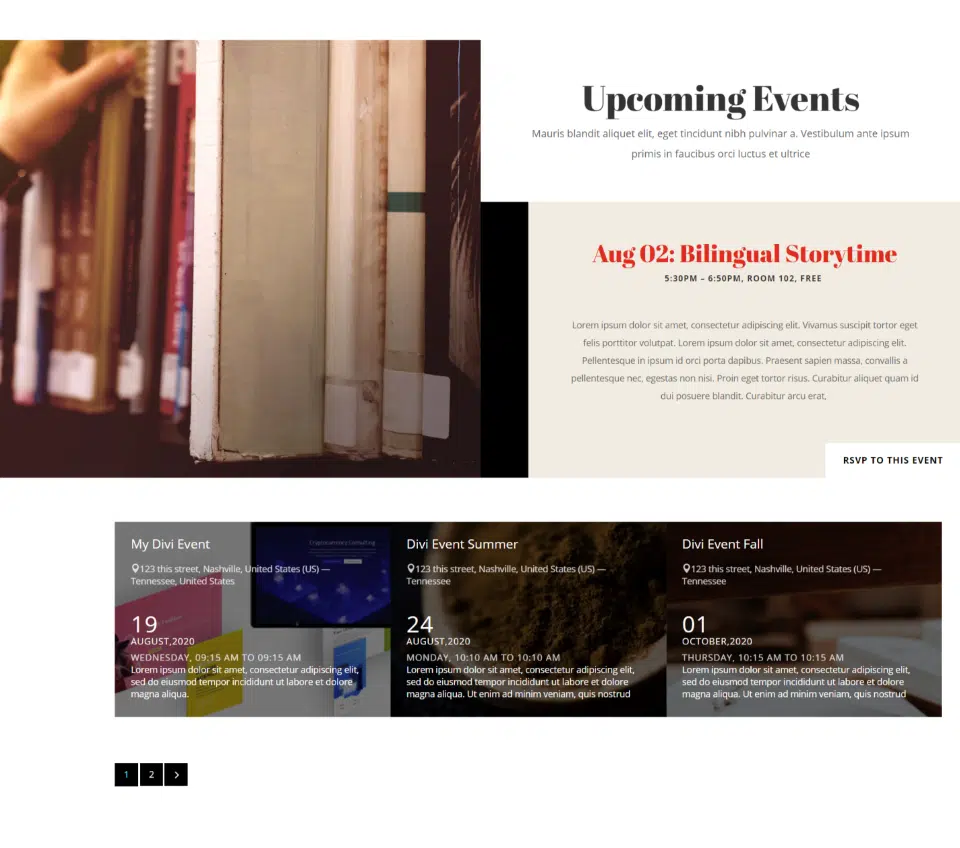 Upcoming Events
Mauris blandit aliquet elit, eget tincidunt nibh pulvinar a. Vestibulum ante ipsum
primis in faucibus orci luctus et ultrice
Aug 02: Bilingual Storytime
5:30PM – 6:50PM, ROOM 102, FREE
Lorem ipsum dolor sit amet, consectetur adipiscing elit. Vivamus suscipit tortor eget
felis porttitor volutpat. Lorem ipsum dolor sit amet, consectetur adipiscing elit.
Pellentesque in ipsum id orci porta dapibus. Praesent sapien massa, convallis a
pellentesque nec, egestas non nisi. Proin eget tortor risus. Curabitur aliquet quam id
dui posuere blandit. Curabitur arcu erat,
RSVP TO THIS EVENT
My Divi Event
123 this street, Nashville, United States (US) —
Tennessee, United States
19
AUGUST,2020
WEDNESDAY, 09:15 AM TO 09:15 AM
Lorem ipsum dolor sit amet, consectetur adipiscing elit,
sed do eiusmod tempor incididunt ut labore et dolore
magna aliqua.
Cryptocurrency Consulting
Divi Event Summer
123 this street, Nashville, United States (US) —
Tennessee
24
AUGUST,2020
MONDAY, 10:10 AM TO 10:10 AM
Lorem ipsum dolor sit amet, consectetur adipiscing elit,
sed do eiusmod tempor incididunt ut labore et dolore
magna aliqua. Ut enim ad minim veniam, quis nostrud
Divi Event Fall
123 this street, Nashville, United States (US) —
Tennessee
01
OCTOBER,2020
THURSDAY, 10:15 AM TO 10:15 AM
Lorem ipsum dolor sit amet, consectetur adipiscing elit,
sed do eiusmod tempor incididunt ut labore et dolore
magna aliqua. Ut enim ad minim veniam, quis nostrud
1 2 >